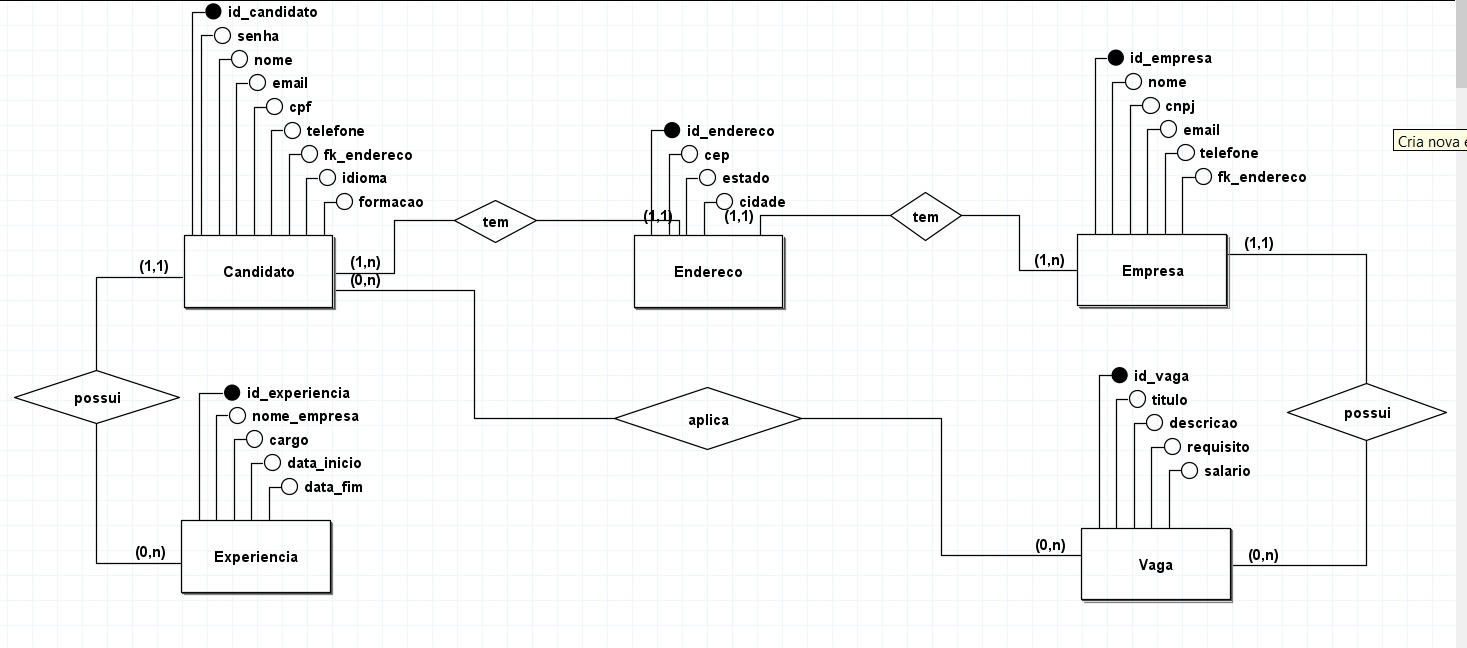 id_candidato
senha
nome
email
cpf
telefone
fk_endereco
idioma
formacao
Candidato
(1,1)
(1,n)
(0,n)
tem
id_endereco
cep
estado
cidade
(1,1)
(1,1)
Endereco
tem
id_empresa
nome
cnpj
email
telefone
fk_endereco
(1,n)
Empresa
(1,1)
Cria nova e
possui
id_experiencia
nome_empresa
cargo
data_inicio
data_fim
(0,n)
Experiencia
aplica
id_vaga
titulo
descricao
requisito
salario
(0,n)
Vaga
(0,n)
possui